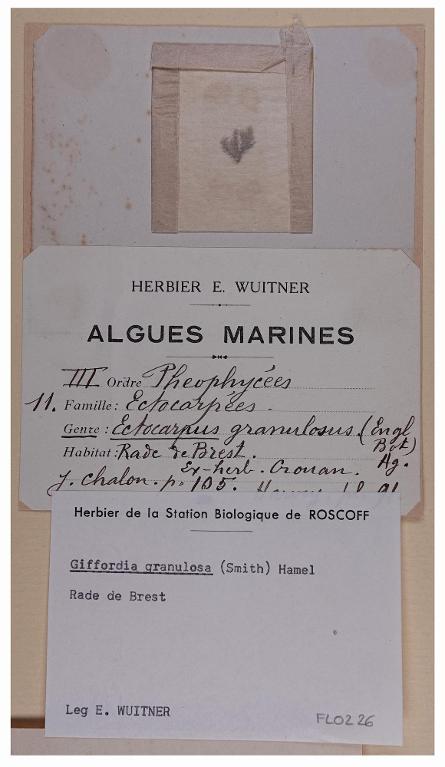 HERBIER E. WUITNER
ALGUES MARINES
III Ordre Pheophycées
11. Famille: Ectocarpées.
Genre: Ectocarpus granulosus. (Engl. Bot) Ag.
Habitat: Rade de Brest.
Ex-herb. Crouan.
J. Chalon. p. 105.
Herbier de la Station Biologique de ROSCOFF
Giffordia granulosa (Smith) Hamel
Rade de Brest
Leg E. WUITNER
FLO226